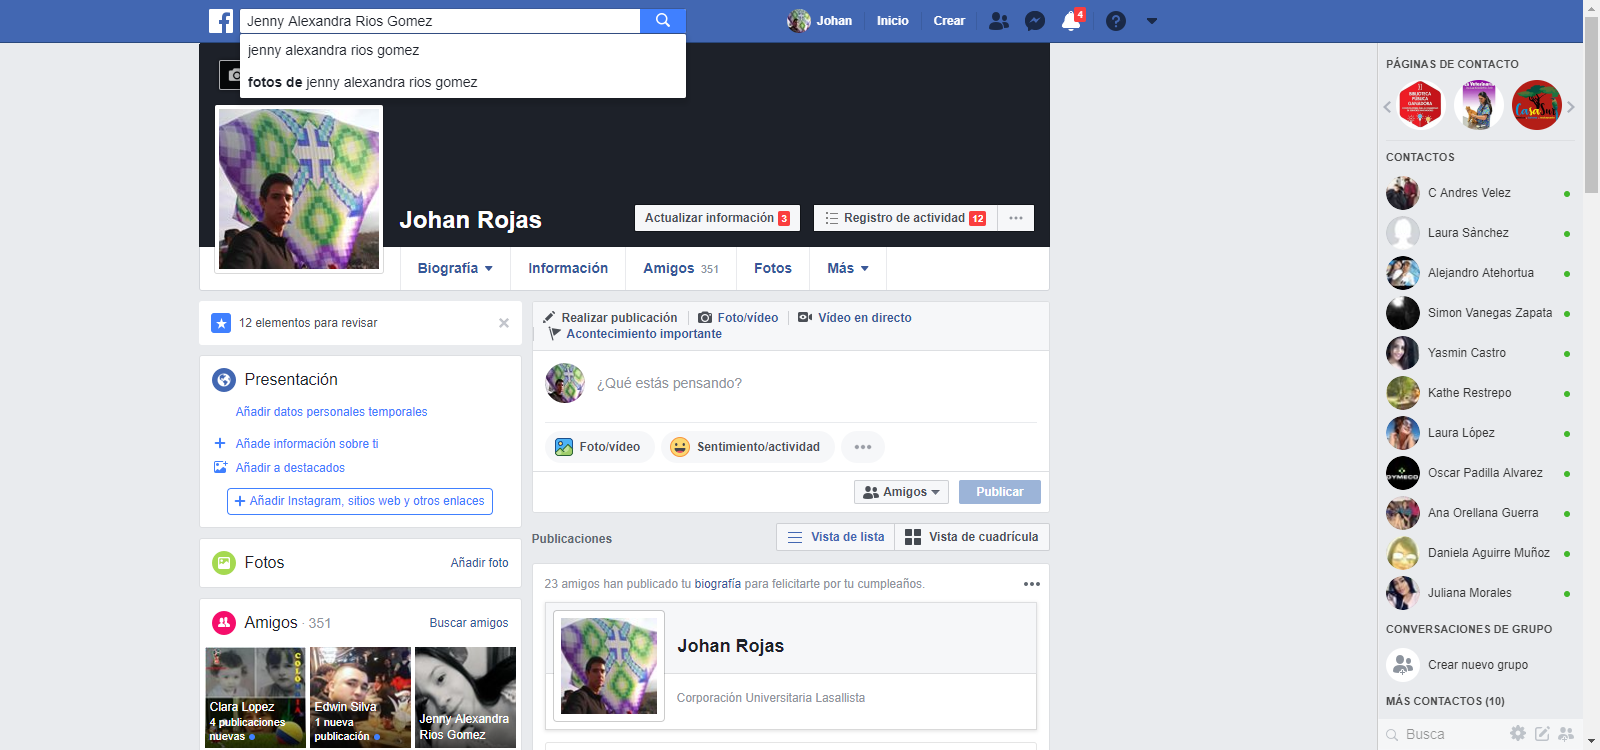 Jenny Alexandra Rios Gomez
Johan
Inicio
Crear
4
jenny alexandra rios gomez
fotos de jenny alexandra rios gomez
Johan Rojas
Actualizar información 3
Registro de actividad 12
Biografía
Información
Amigos 351
Fotos
Más
12 elementos para revisar
Presentación
Añadir datos personales temporales
Añade información sobre ti
Añadir a destacados
Añadir Instagram, sitios web y otros enlaces
Fotos
Añadir foto
Amigos · 351
Buscar amigos
Clara Lopez
4 publicaciones
nuevas
Edwin Silva
1 nueva
publicación
Jenny Alexandra
Rios Gomez
Realizar publicación
Foto/vídeo
Vídeo en directo
Acontecimiento importante
¿Qué estás pensando?
Foto/vídeo
Sentimiento/actividad
Amigos
Publicar
Publicaciones
Vista de lista
Vista de cuadrícula
23 amigos han publicado tu biografía para felicitarte por tu cumpleaños.
Johan Rojas
Corporación Universitaria Lasallista
PÁGINAS DE CONTACTO
BIBLIOTECA
PÚBLICA
GANADORA
CONTACTOS
C Andres Velez
Laura Sánchez
Alejandro Atehortua
Simon Vanegas Zapata
Yasmin Castro
Kathe Restrepo
Laura López
Oscar Padilla Alvarez
Ana Orellana Guerra
Daniela Aguirre Muñoz
Juliana Morales
CONVERSACIONES DE GRUPO
Crear nuevo grupo
MÁS CONTACTOS (10)
Busca